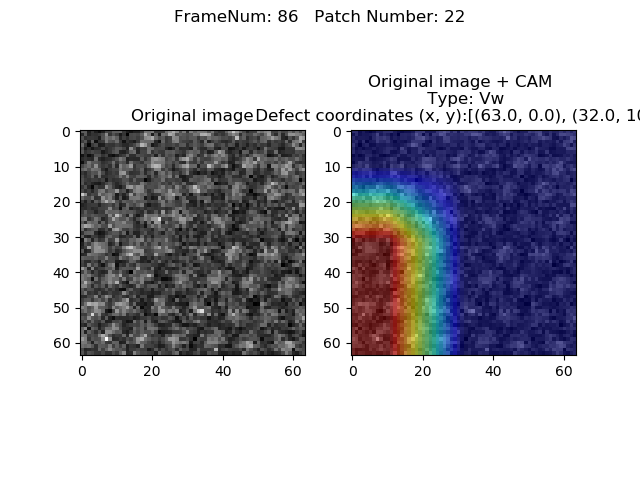 FrameNum: 86   Patch Number: 22
Original image
0
10
20
30
40
50
60
0 20 40 60
Original image + CAM
Type: Vw
Defect coordinates (x, y):[(63.0, 0.0), (32.0, 10
0
10
20
30
40
50
60
0 20 40 60